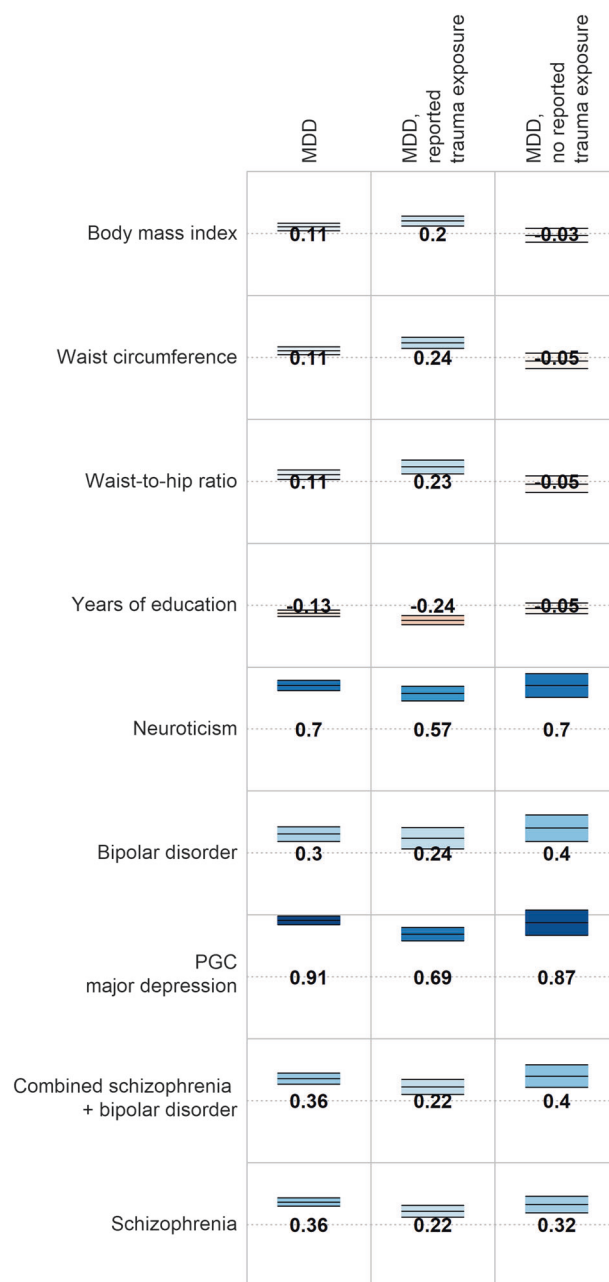 MDD
MDD,
reported
trauma exposure
MDD,
no reported
trauma exposure
Body mass index
0.11
0.2
-0.03
Waist circumference
0.11
0.24
-0.05
Waist-to-hip ratio
0.11
0.23
-0.05
Years of education
-0.13
-0.24
-0.05
Neuroticism
0.7
0.57
0.7
Bipolar disorder
0.3
0.24
0.4
PGC
major depression
0.91
0.69
0.87
Combined schizophrenia
+ bipolar disorder
0.36
0.22
0.4
Schizophrenia
0.36
0.22
0.32